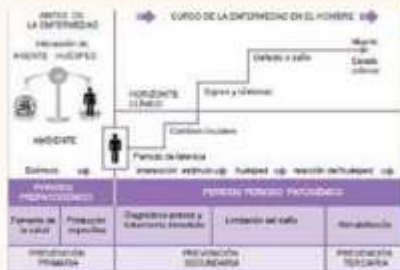 ANTES DE
LA ENFERMEDAD
CURSO DE LA ENFERMEDAD EN EL HOMBRE
Interacción de
AGENTE - HUÉSPED
Muerte
Estado
crónico
Defecto o daño
HORIZONTE
CLÍNICO
Signos y síntomas
Cambios tisulares
AMBIENTE
Periodo de latencia
Estímulo
Interacción estímulo
huésped
reacción del huésped
PERIODO
PREPATOGÉNICO
PERIODO PATOGÉNICO
Fomento de
la salud
Protección
específica
Diagnóstico precoz y
tratamiento inmediato
Limitación del daño
Rehabilitación
PREVENCIÓN
PRIMARIA
PREVENCIÓN
SECUNDARIA
PREVENCIÓN
TERCIARIA